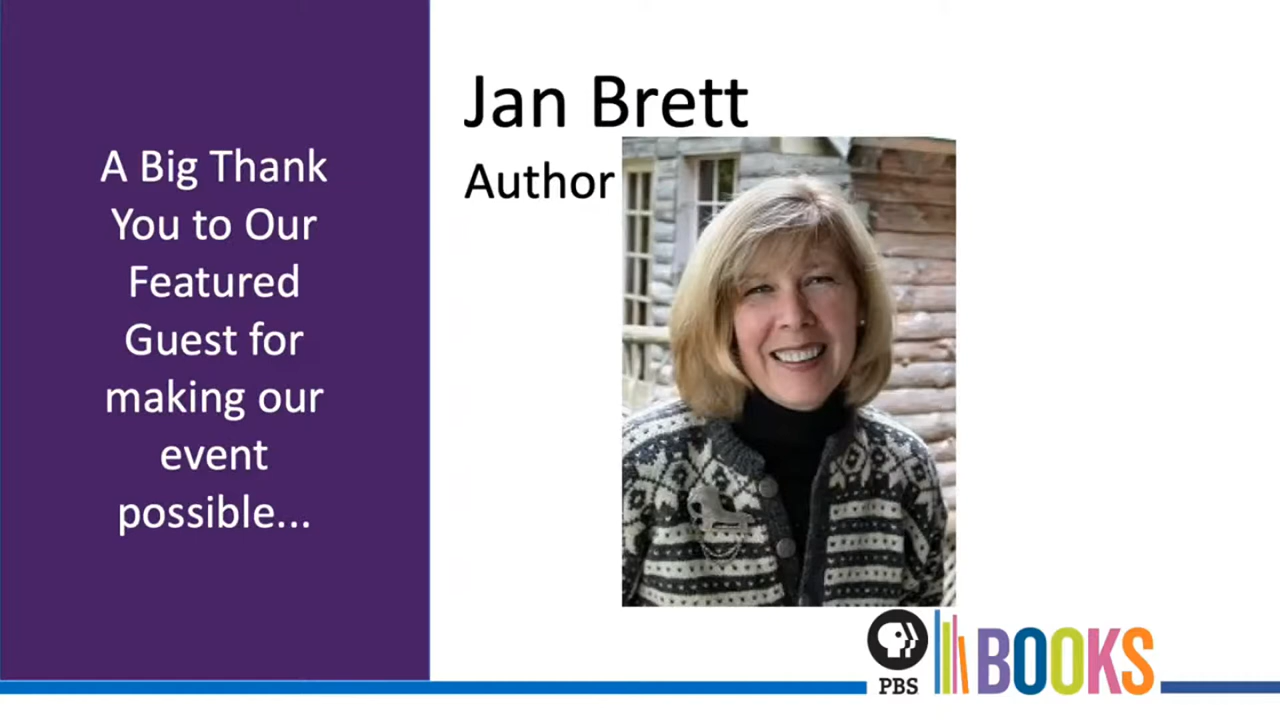 A Big Thank
You to Our
Featured
Guest for
making our
event
possible...
Jan Brett
Author
PBS
BOOKS